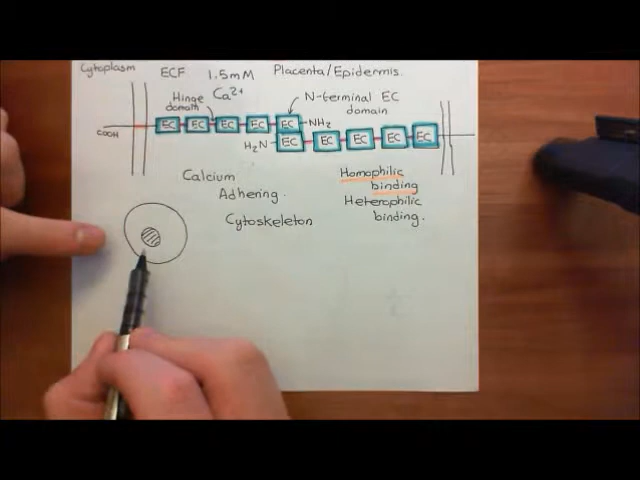 Cytoplasm ECF 1.5mM Placenta/Epidermis.
Hinge domain Ca2+ N-terminal EC domain
COOH EC EC EC EC EC NH2
H2N EC EC EC EC EC
Calcium Homophilic
Adhering. binding
Cytoskeleton Heterophilic
binding.